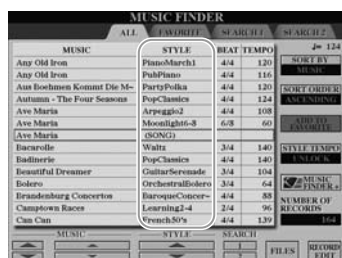 MUSIC FINDER
ALL FAVORITE SEARCH 1 SEARCH 2
MUSIC STYLE BEAT TEMPO
♩= 124
Any Old Iron PianoMarch1 4/4 120
Any Old Iron PubPiano 4/4 116
Aus Boehmen Kommt Die M~ PartyPolka 4/4 120
Autumn - The Four Seasons PopClassics 4/4 124
Ave Maria Arpeggio2 4/4 108
Ave Maria Moonlight6-8 6/8 60
Ave Maria (SONG)
Bacarolle Waltz 3/4 140
Badinerie PopClassics 4/4 140
Beautiful Dreamer GuitarSerenade 3/4 104
Bolero OrchestralBolero 3/4 64
Brandenburg Concertos BaroqueConcer~ 4/4 88
Camptown Races Learning2-4 2/4 96
Can Can French50's 4/4 139
SORT BY
MUSIC
SORT ORDER
ASCENDING
ADD TO
FAVORITE
STYLE TEMPO
UNLOCK
MUSIC
FINDER +
NUMBER OF
RECORDS
164
MUSIC STYLE SEARCH
1
2
FILES
RECORD
EDIT